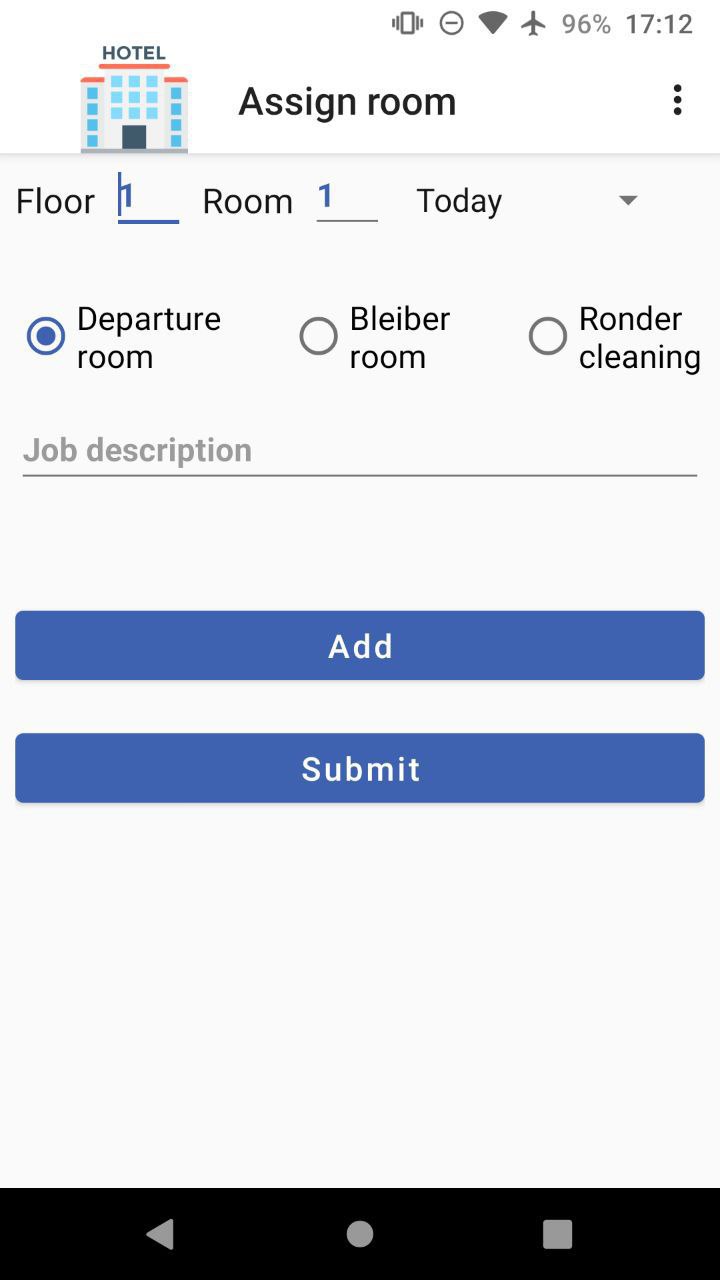 96% 17:12
HOTEL
Assign room
Floor 1 Room 1 Today
Departure room
Bleiber room
Ronder cleaning
Job description
Add
Submit